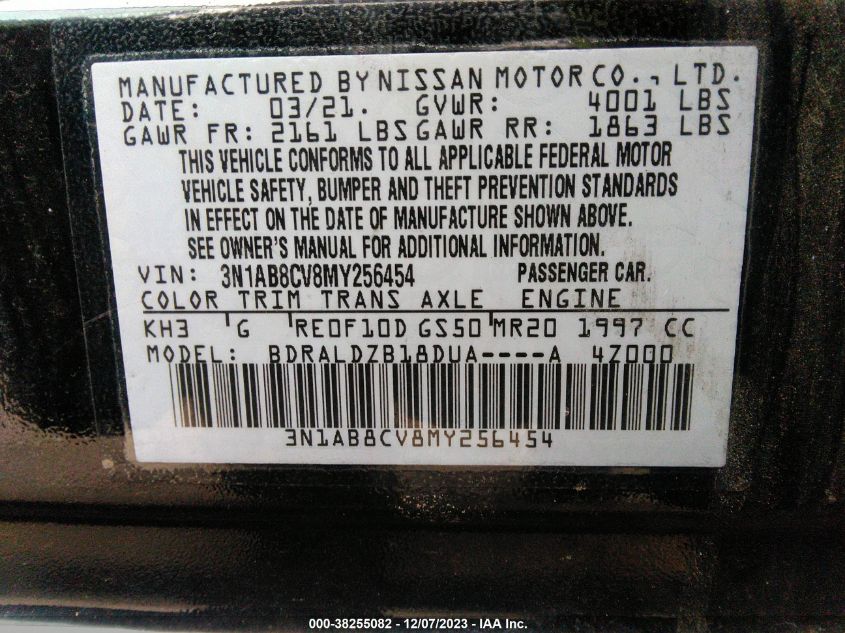 MANUFACTURED BY NISSAN MOTOR CO., LTD.
DATE: 03/21. GVWR: 4001 LBS
GAWR FR: 2161 LBS GAWR RR: 1863 LBS
THIS VEHICLE CONFORMS TO ALL APPLICABLE FEDERAL MOTOR
VEHICLE SAFETY, BUMPER AND THEFT PREVENTION STANDARDS
IN EFFECT ON THE DATE OF MANUFACTURE SHOWN ABOVE.
SEE OWNER'S MANUAL FOR ADDITIONAL INFORMATION.
VIN: 3N1AB8CV8MY256454 PASSENGER CAR.
COLOR TRIM TRANS AXLE ENGINE
KH3 G RE0F10D GS50 MR20 1997 CC
MODEL: BDRALDZB18DUA----A 4Z000
3N1AB8CV8MY256454
000-38255082 - 12/07/2023 - IAA Inc.